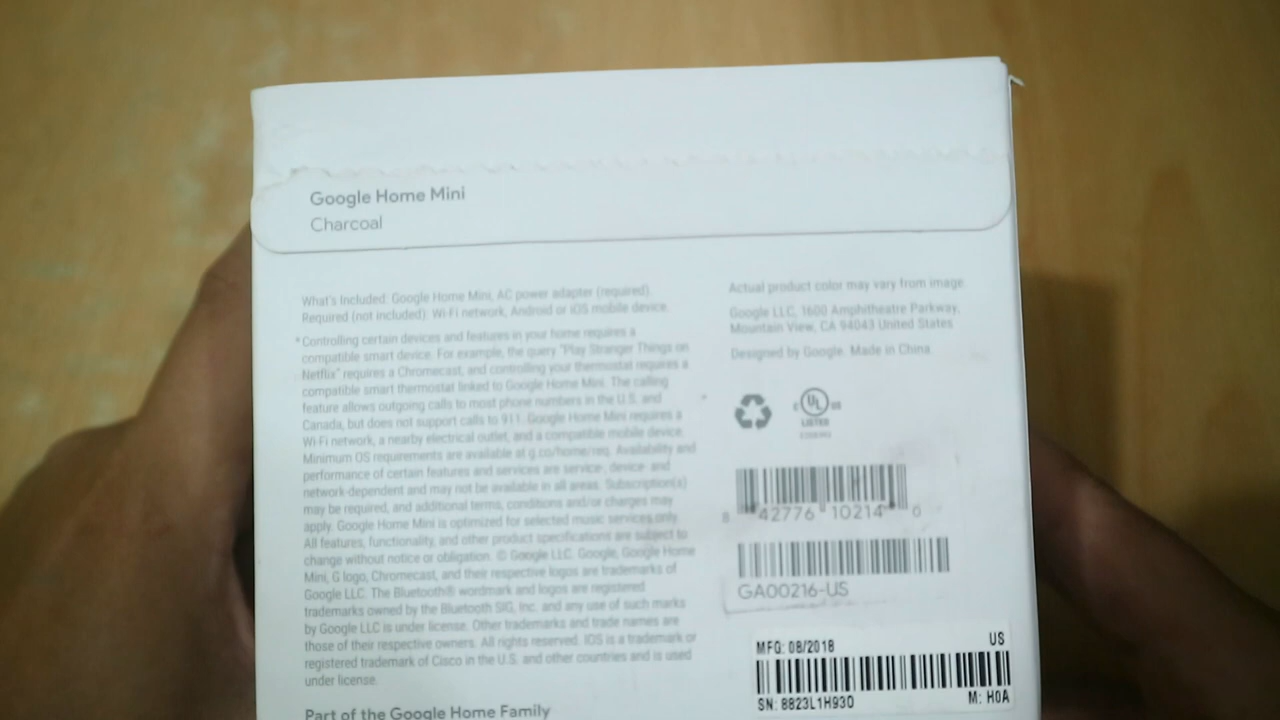 Google Home Mini
Charcoal
What's Included: Google Home Mini, AC power adapter (required).
Required (not included): Wi-Fi network, Android or iOS mobile device.
*Controlling certain devices and features in your home requires a
compatible smart device. For example, the query "Play Stranger Things on
Netflix" requires a Chromecast, and controlling your thermostat requires a
compatible smart thermostat linked to Google Home Mini. The calling
feature allows outgoing calls to most phone numbers in the U.S. and
Canada, but does not support calls to 911. Google Home Mini requires a
Wi-Fi network, a nearby electrical outlet, and a compatible mobile device.
Minimum OS requirements are available at g.co/home/req. Availability and
performance of certain features and services are service-, device- and
network-dependent and may not be available in all areas. Subscription(s)
may be required, and additional terms, conditions and/or charges may
apply. Google Home Mini is optimized for selected music services only.
All features, functionality, and other product specifications are subject to
change without notice or obligation. © Google LLC. Google, Google Home
Mini, G logo, Chromecast, and their respective logos are trademarks of
Google LLC. The Bluetooth® wordmark and logos are registered
trademarks owned by the Bluetooth SIG, Inc. and any use of such marks
by Google LLC is under license. Other trademarks and trade names are
those of their respective owners. All rights reserved. IOS is a trademark or
registered trademark of Cisco in the U.S. and other countries and is used
under license.
Part of the Google Home Family
Actual product color may vary from image.
Google LLC, 1600 Amphitheatre Parkway,
Mountain View, CA 94043 United States
Designed by Google. Made in China
c UL us
LISTED
8 42776 10214 6
GA00216-US
MFG: 08/2018 US
SN: 8823L1H930 M: H0A